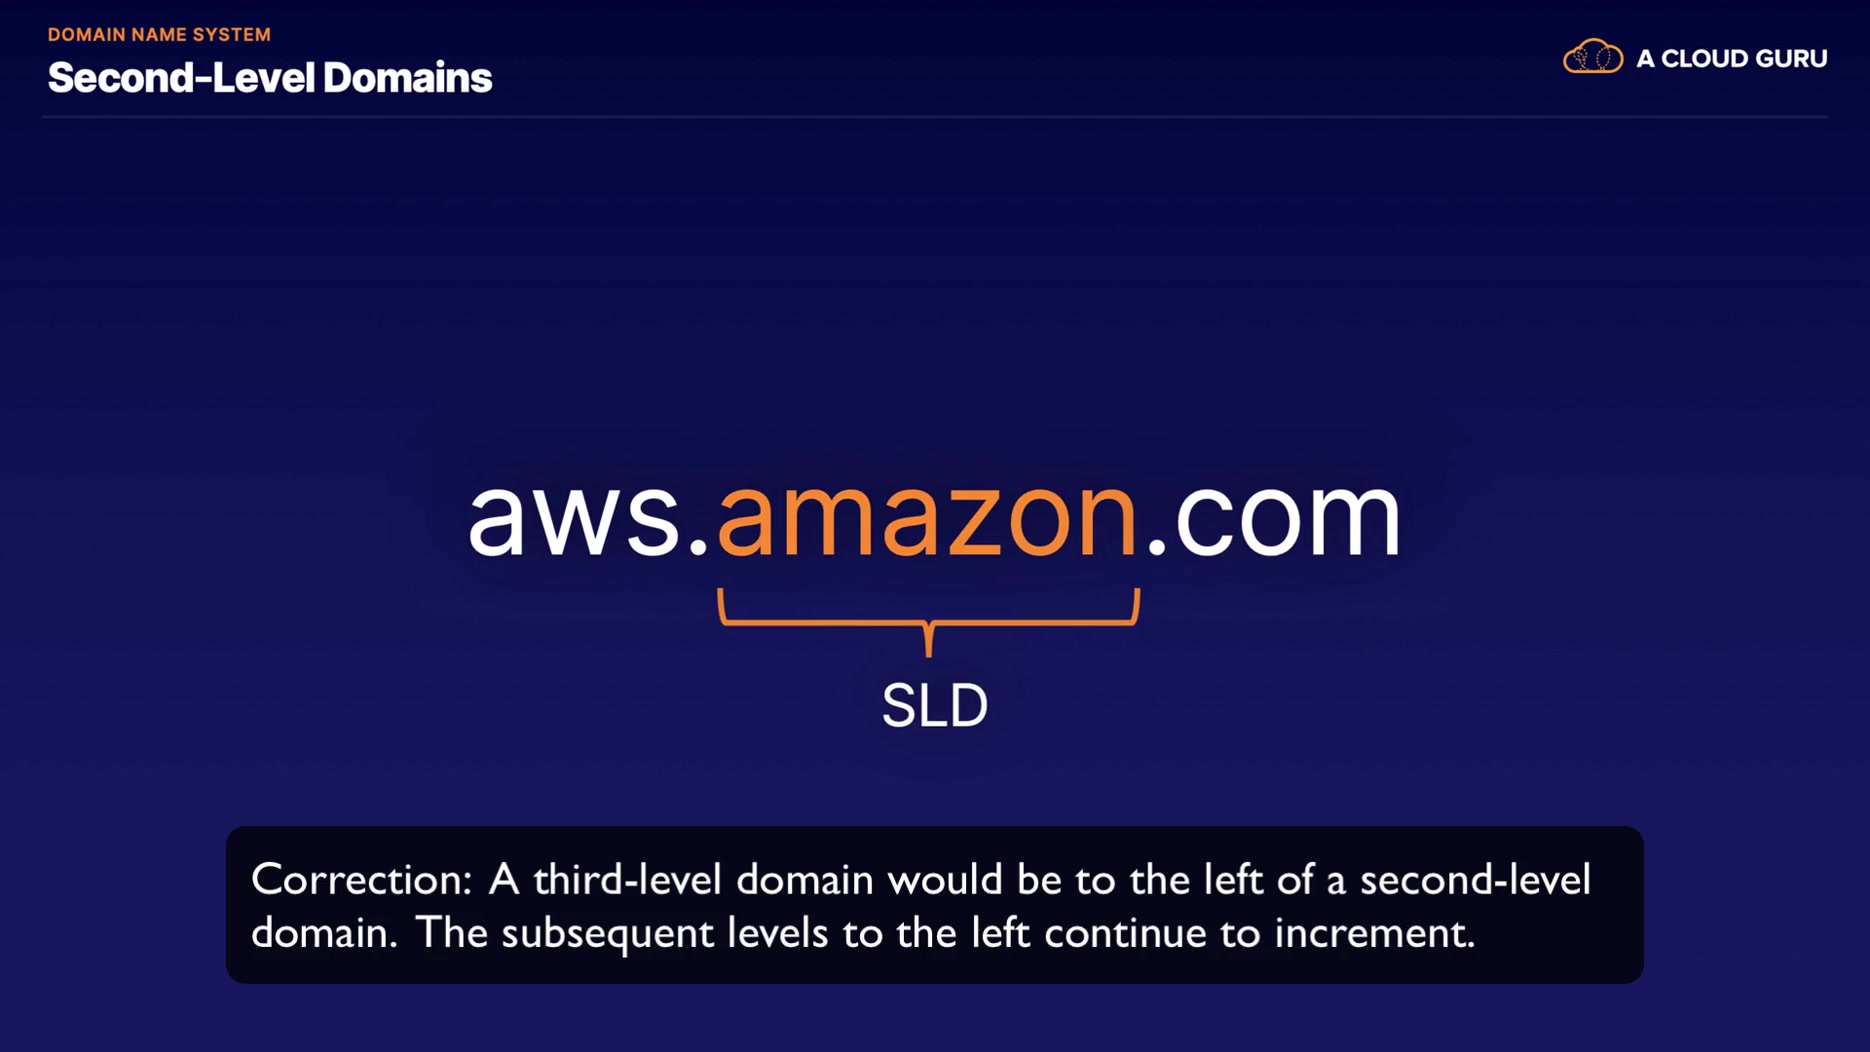 DOMAIN NAME SYSTEM
Second-Level Domains
A CLOUD GURU
aws.amazon.com
SLD
Correction: A third-level domain would be to the left of a second-level
domain. The subsequent levels to the left continue to increment.